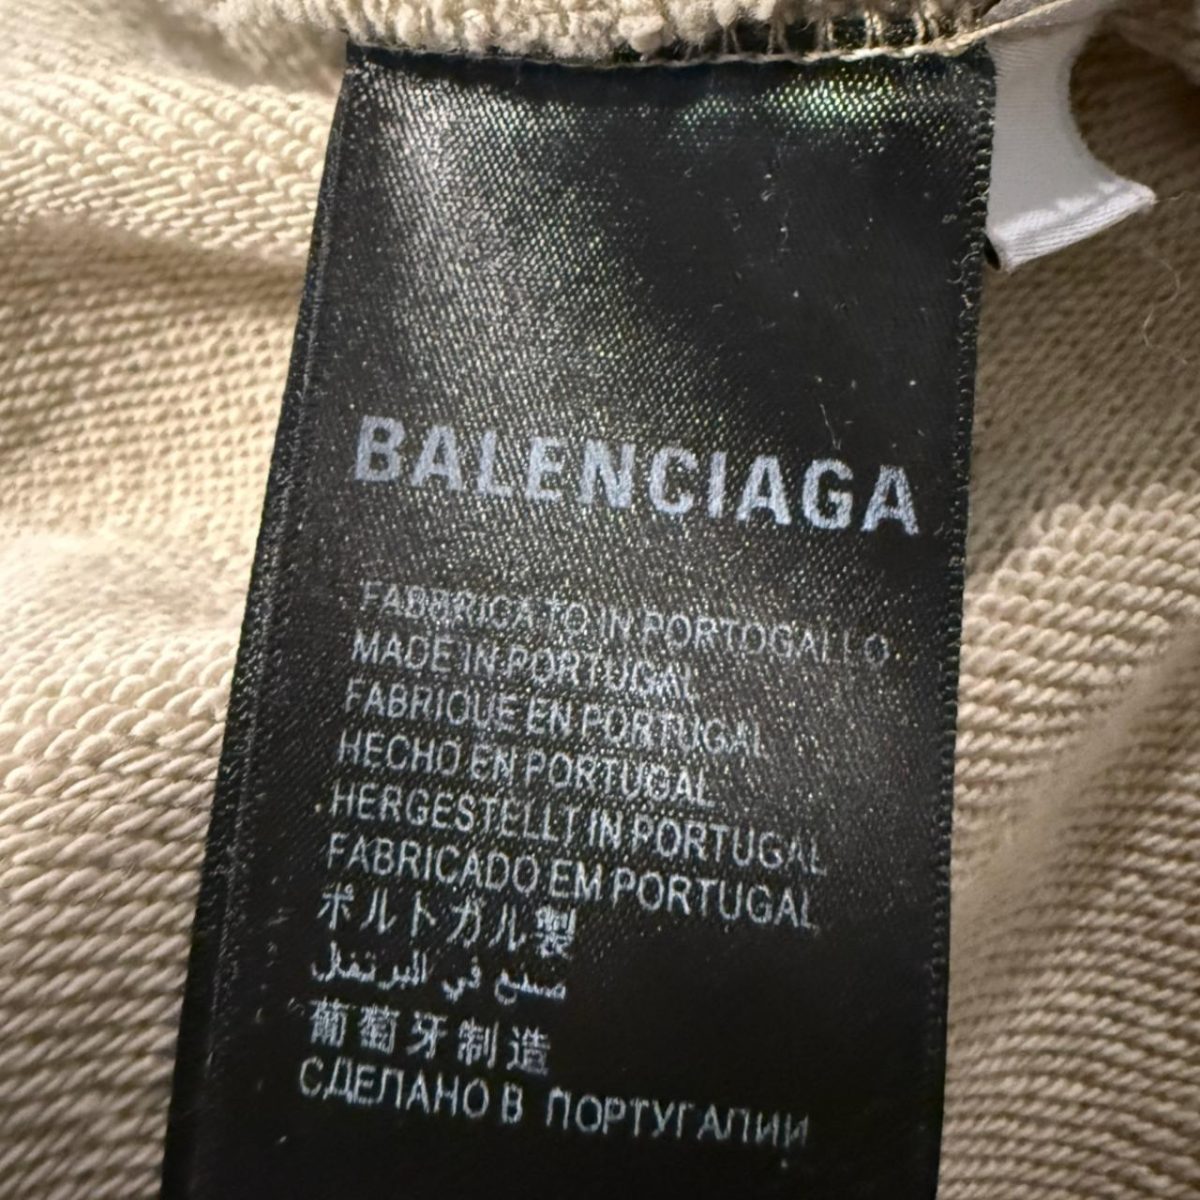 BALENCIAGA
FABBRICATO IN PORTOGALLO
MADE IN PORTUGAL
FABRIQUE EN PORTUGAL
HECHO EN PORTUGAL
HERGESTELLT IN PORTUGAL
FABRICADO EM PORTUGAL
ポルトガル製
صنع في البرتغال
葡萄牙制造
СДЕЛАНО В ПОРТУГАЛИИ